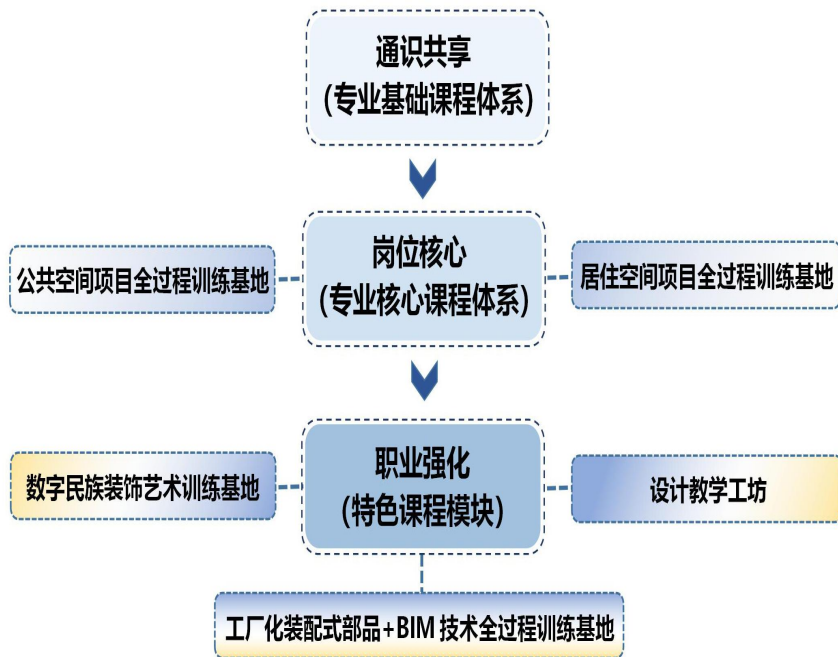 通识共享
（专业基础课程体系）
公共空间项目全过程训练基地
岗位核心
（专业核心课程体系）
居住空间项目全过程训练基地
数字民族装饰艺术训练基地
职业强化
（特色课程模块）
设计教学工坊
工厂化装配式部品+BIM 技术全过程训练基地